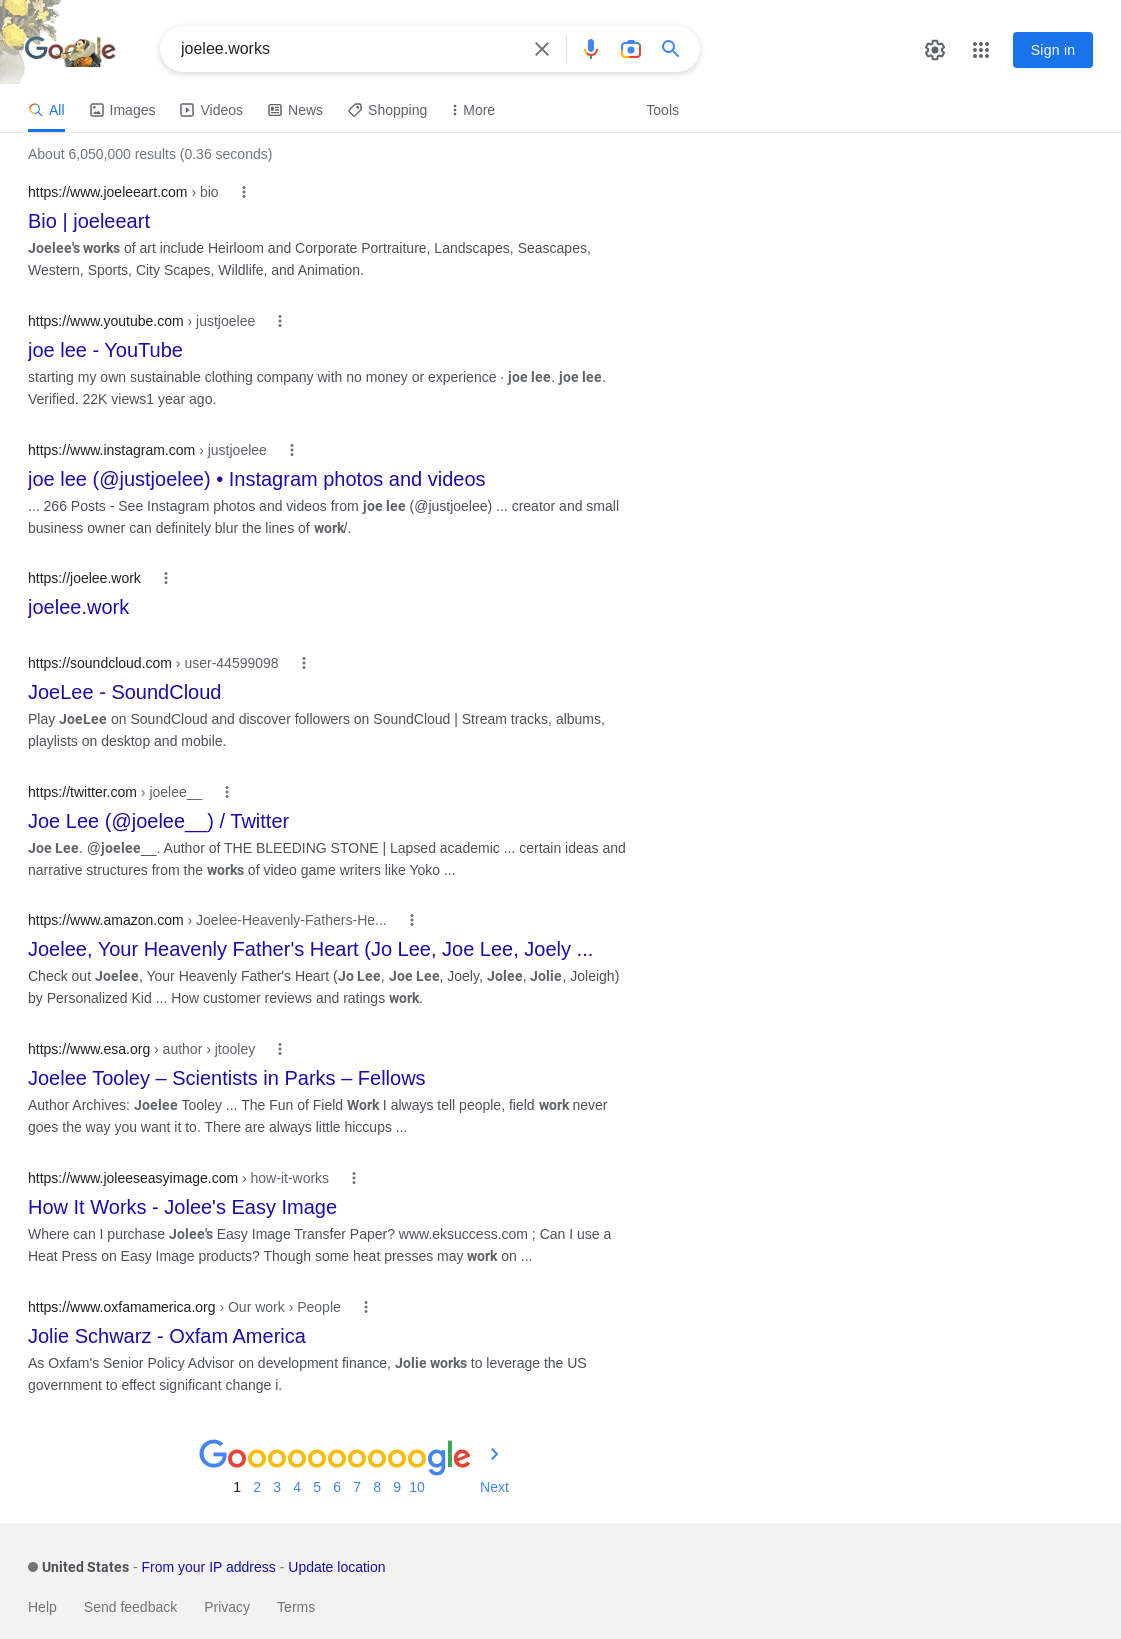 Google
joelee.works
Sign in
All Images Videos News Shopping More Tools
About 6,050,000 results (0.36 seconds)
https://www.joeleeart.com › bio
Bio | joeleeart
Joelee's works of art include Heirloom and Corporate Portraiture, Landscapes, Seascapes,
Western, Sports, City Scapes, Wildlife, and Animation.
https://www.youtube.com › justjoelee
joe lee - YouTube
starting my own sustainable clothing company with no money or experience · joe lee. joe lee.
Verified. 22K views1 year ago.
https://www.instagram.com › justjoelee
joe lee (@justjoelee) • Instagram photos and videos
... 266 Posts - See Instagram photos and videos from joe lee (@justjoelee) ... creator and small
business owner can definitely blur the lines of work/.
https://joelee.work
joelee.work
https://soundcloud.com › user-44599098
JoeLee - SoundCloud
Play JoeLee on SoundCloud and discover followers on SoundCloud | Stream tracks, albums,
playlists on desktop and mobile.
https://twitter.com › joelee__
Joe Lee (@joelee__) / Twitter
Joe Lee. @joelee__. Author of THE BLEEDING STONE | Lapsed academic ... certain ideas and
narrative structures from the works of video game writers like Yoko ...
https://www.amazon.com › Joelee-Heavenly-Fathers-He...
Joelee, Your Heavenly Father's Heart (Jo Lee, Joe Lee, Joely ...
Check out Joelee, Your Heavenly Father's Heart (Jo Lee, Joe Lee, Joely, Jolee, Jolie, Joleigh)
by Personalized Kid ... How customer reviews and ratings work.
https://www.esa.org › author › jtooley
Joelee Tooley – Scientists in Parks – Fellows
Author Archives: Joelee Tooley ... The Fun of Field Work I always tell people, field work never
goes the way you want it to. There are always little hiccups ...
https://www.joleeseasyimage.com › how-it-works
How It Works - Jolee's Easy Image
Where can I purchase Jolee's Easy Image Transfer Paper? www.eksuccess.com ; Can I use a
Heat Press on Easy Image products? Though some heat presses may work on ...
https://www.oxfamamerica.org › Our work › People
Jolie Schwarz - Oxfam America
As Oxfam's Senior Policy Advisor on development finance, Jolie works to leverage the US
government to effect significant change i.
Goooooooooogle
1 2 3 4 5 6 7 8 9 10 Next
United States - From your IP address - Update location
Help Send feedback Privacy Terms